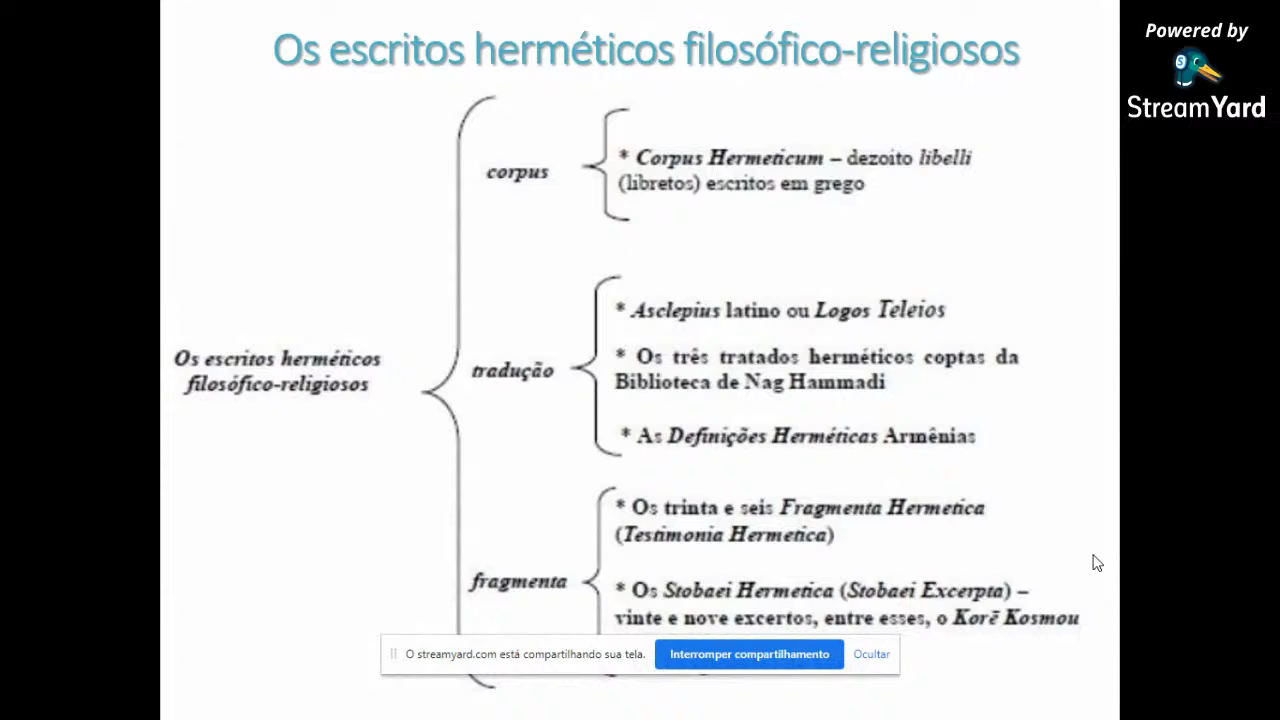 Os escritos herméticos filosófico-religiosos
Powered by
StreamYard
corpus
* Corpus Hermeticum – dezoito libelli
(libretos) escritos em grego
Os escritos herméticos
filosófico-religiosos
tradução
* Asclepius latino ou Logos Teleios
* Os três tratados herméticos coptas da
Biblioteca de Nag Hammadi
* As Definições Herméticas Armênias
fragmenta
* Os trinta e seis Fragmenta Hermetica
(Testimonia Hermetica)
* Os Stobaei Hermetica (Stobaei Excerpta) –
vinte e nove excertos, entre esses, o Korē Kosmou
O streamyard.com está compartilhando sua tela.
Interromper compartilhamento
Ocultar